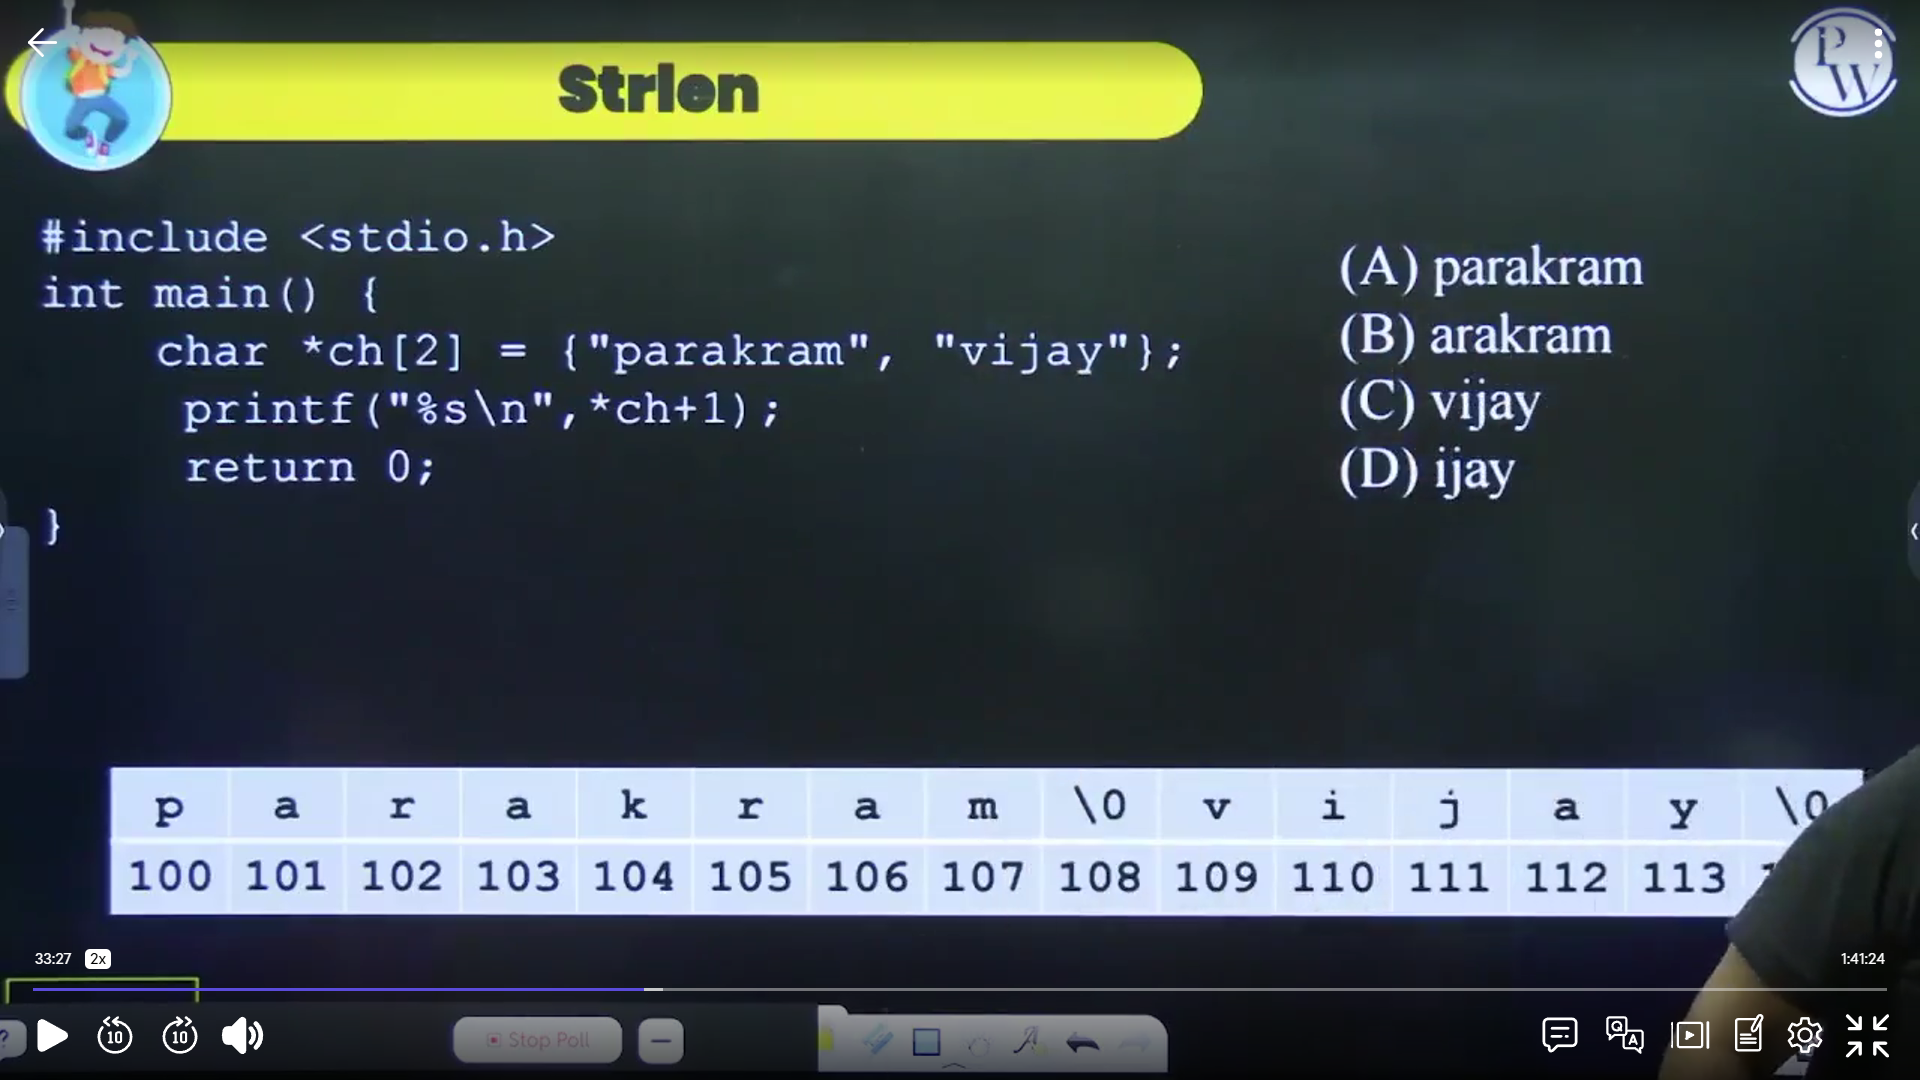 Strlen
PW
#include <stdio.h>
int main() {
char *ch[2] = {"parakram", "vijay"};
printf("%s\n",*ch+1);
return 0;
}
(A) parakram
(B) arakram
(C) vijay
(D) ijay
p a r a k r a m \0 v i j a y \0
100 101 102 103 104 105 106 107 108 109 110 111 112 113
33:27 2x
1:41:24
?
10 10
Stop Poll
Q A